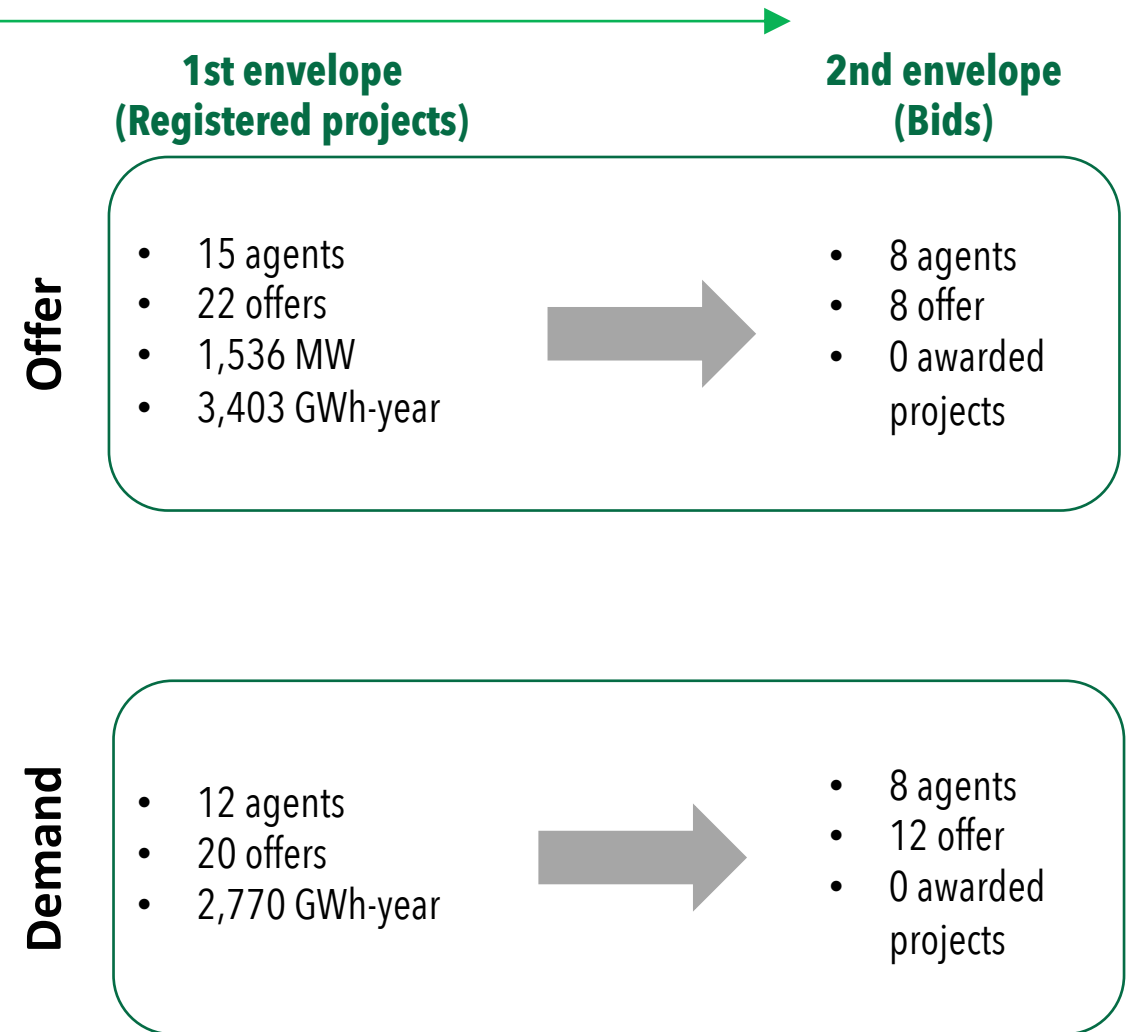 1st envelope
(Registered projects)
2nd envelope
(Bids)
Offer
• 15 agents
• 22 offers
• 1,536 MW
• 3,403 GWh-year
• 8 agents
• 8 offer
• 0 awarded
projects
Demand
• 12 agents
• 20 offers
• 2,770 GWh-year
• 8 agents
• 12 offer
• 0 awarded
projects